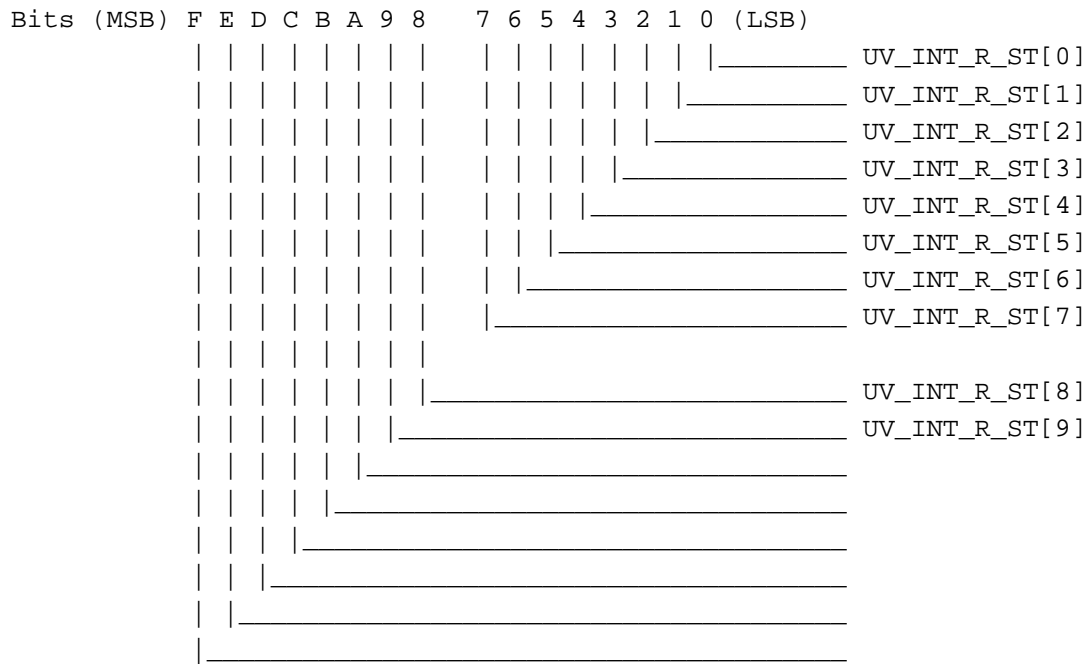 Bits (MSB) F E D C B A 9 8 7 6 5 4 3 2 1 0 (LSB)
UV_INT_R_ST[0]
UV_INT_R_ST[1]
UV_INT_R_ST[2]
UV_INT_R_ST[3]
UV_INT_R_ST[4]
UV_INT_R_ST[5]
UV_INT_R_ST[6]
UV_INT_R_ST[7]
UV_INT_R_ST[8]
UV_INT_R_ST[9]